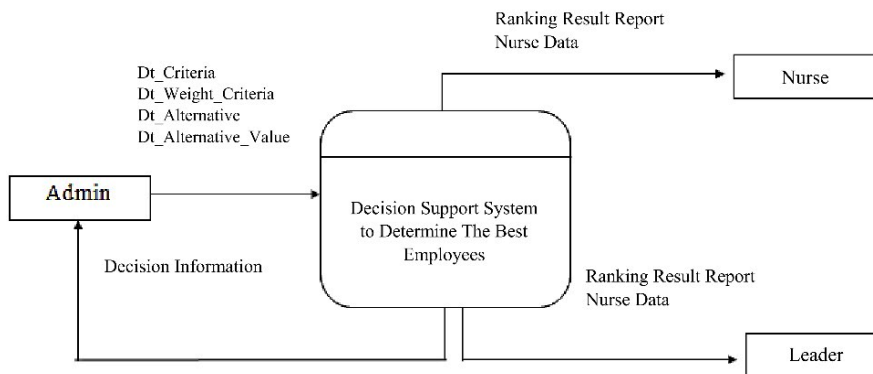 Ranking Result Report
Nurse Data
Nurse
Dt_Criteria
Dt_Weight_Criteria
Dt_Alternative
Dt_Alternative_Value
Admin
Decision Support System
to Determine The Best
Employees
Decision Information
Ranking Result Report
Nurse Data
Leader